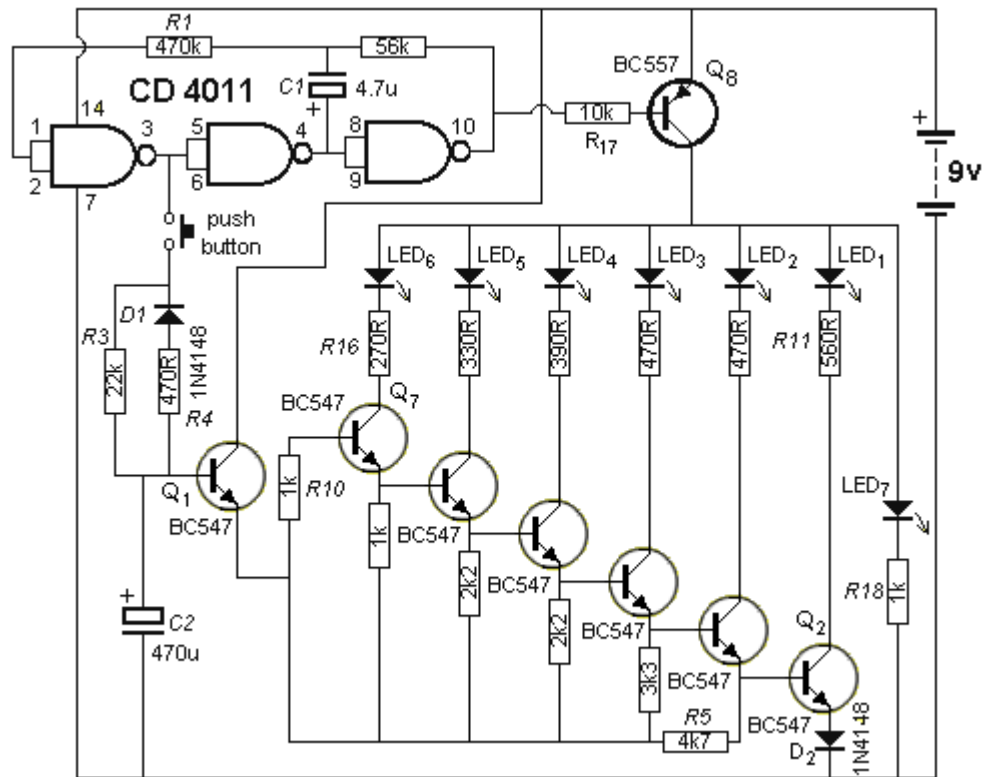 R1
470k
56k
C1
4.7u
+
CD 4011
14
1
2
3
7
5
6
4
8
9
10
10k
R17
BC557
Q8
+
9v
push
button
LED6
LED5
LED4
LED3
LED2
LED1
D1
R3
22k
470R
1N4148
R4
R16
270R
330R
390R
470R
470R
R11
560R
BC547
Q7
Q1
BC547
1k
R10
1k
BC547
2k2
BC547
2k2
BC547
3k3
BC547
R5
4k7
Q2
BC547
D2
1N4148
LED7
R18
1k
+
C2
470u